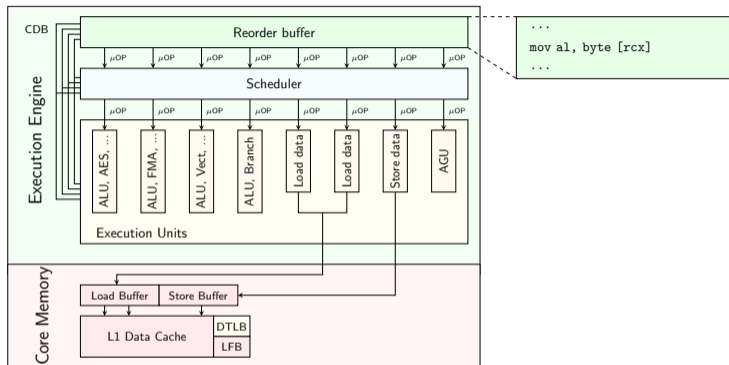 CDB
Reorder buffer
...
mov al, byte [rcx]
...
μOP μOP μOP μOP μOP μOP μOP μOP
Scheduler
μOP μOP μOP μOP μOP μOP μOP μOP
Execution Engine
ALU, AES, ...
ALU, FMA, ...
ALU, Vect, ...
ALU, Branch
Load data
Load data
Store data
AGU
Execution Units
Core Memory
Load Buffer
Store Buffer
L1 Data Cache
DTLB
LFB